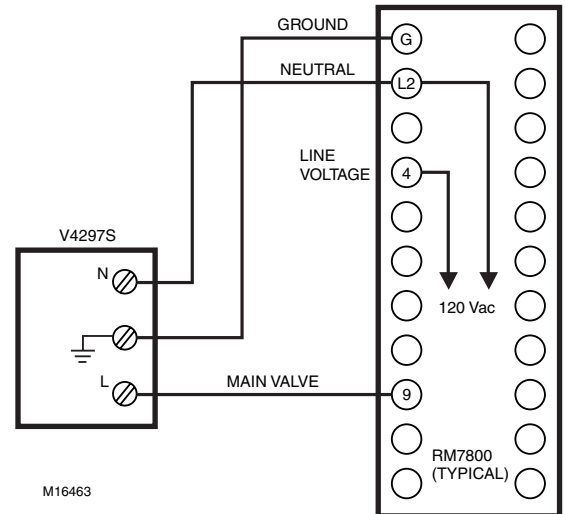 GROUND
G
NEUTRAL
L2
LINE
VOLTAGE
4
V4297S
N
120 Vac
L
MAIN VALVE
9
RM7800
(TYPICAL)
M16463